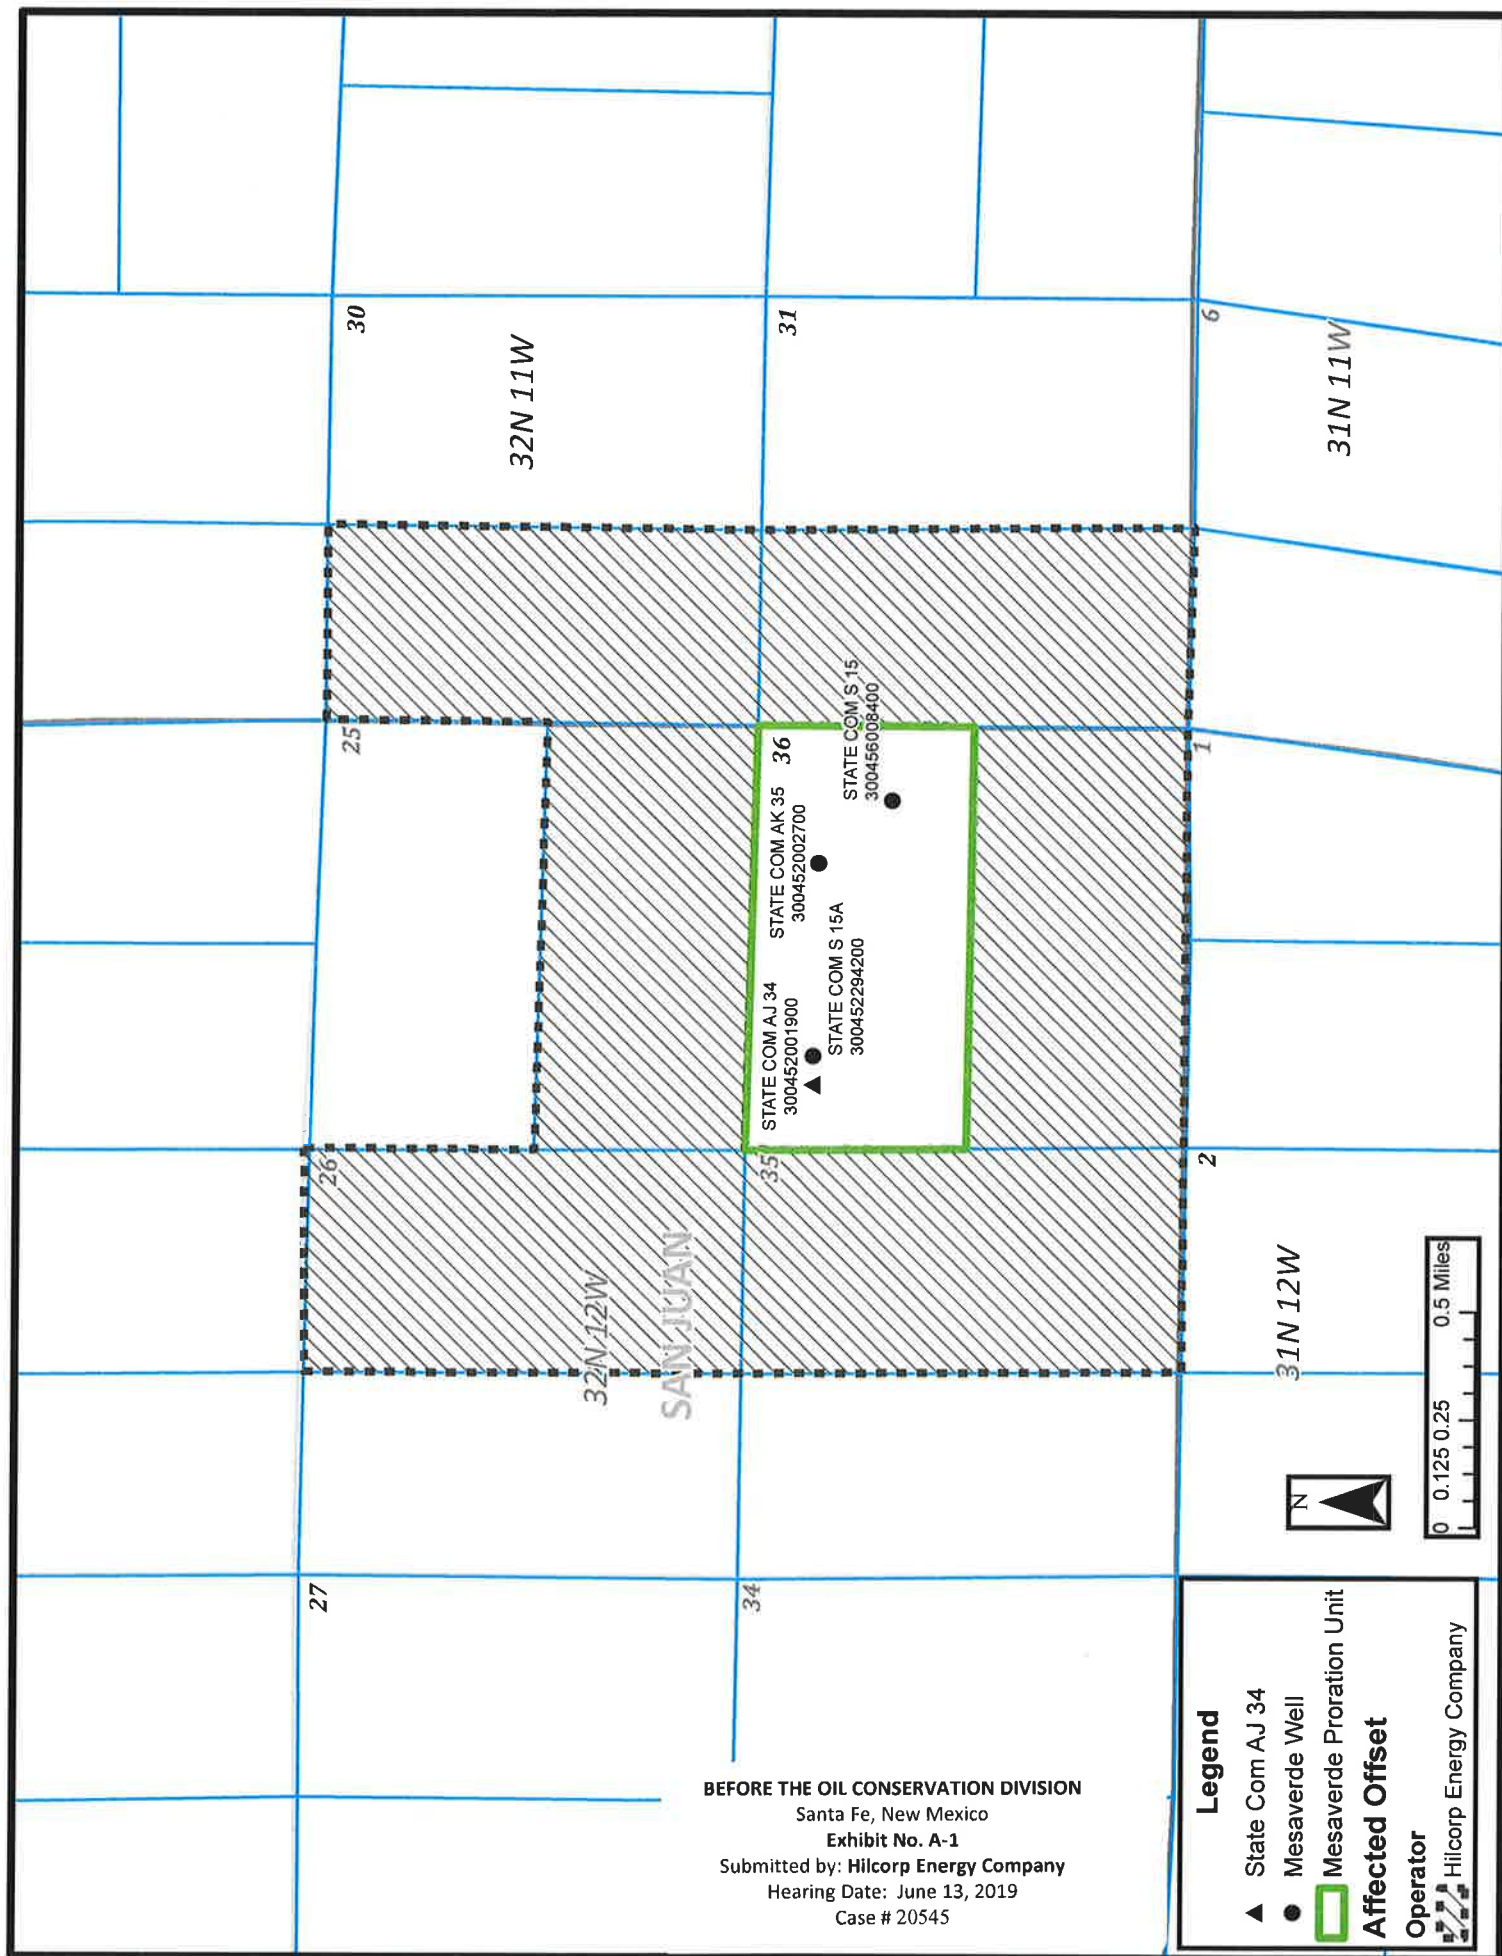 25
30
26
27
32N 11W
32N 12W
SAN JUAN
36
31
35
34
STATE COM AJ 34
300452001900
STATE COM AK 35
300452002700
STATE COM S 15A
300452294200
STATE COM S 15
300456008400
6
1
2
31N 12W
31N 11W
N
0 0.125 0.25 0.5 Miles
Legend
State Com AJ 34
Mesaverde Well
Mesaverde Proration Unit
Affected Offset
Operator
Hilcorp Energy Company
BEFORE THE OIL CONSERVATION DIVISION
Santa Fe, New Mexico
Exhibit No. A-1
Submitted by: Hilcorp Energy Company
Hearing Date: June 13, 2019
Case # 20545